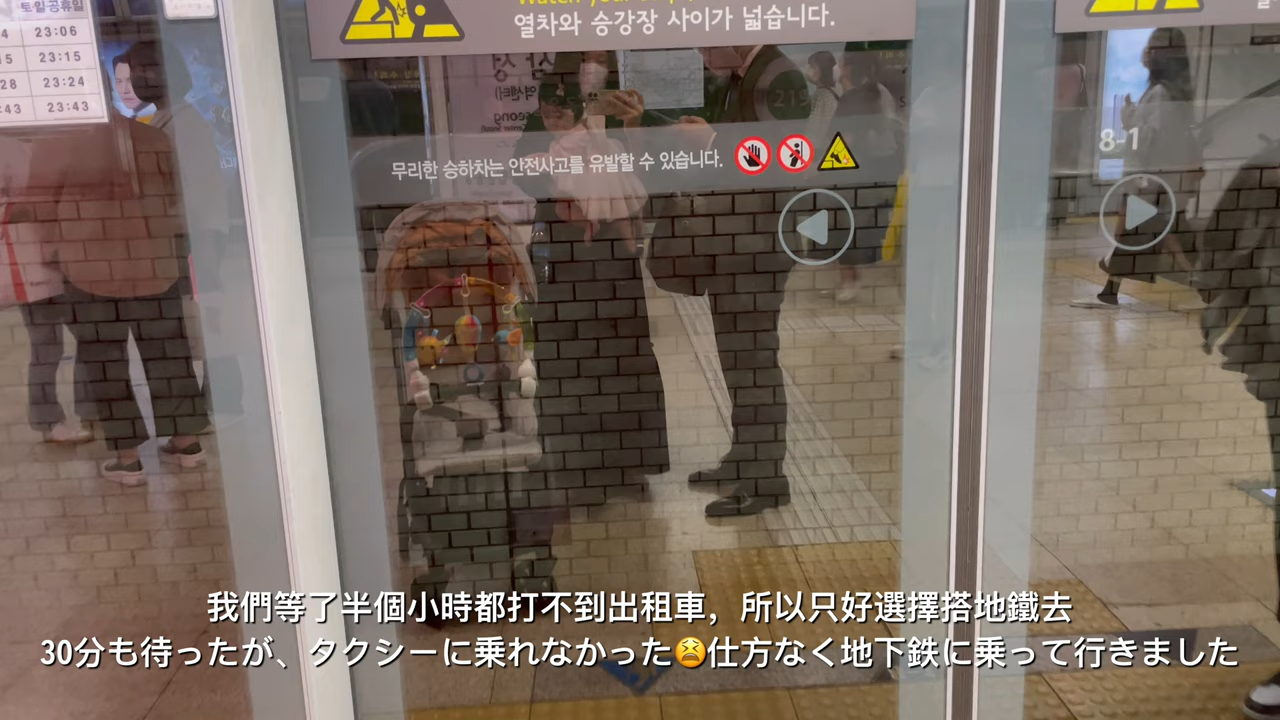 토일·공휴일
23:06
23:15
28 23:24
:43 23:43
열차와 승강장 사이가 넓습니다.
219
무리한 승하차는 안전사고를 유발할 수 있습니다.
8-1
我們等了半個小時都打不到出租車，所以只好選擇搭地鐵去
30分も待ったが、タクシーに乗れなかった😫仕方なく地下鉄に乗って行きました